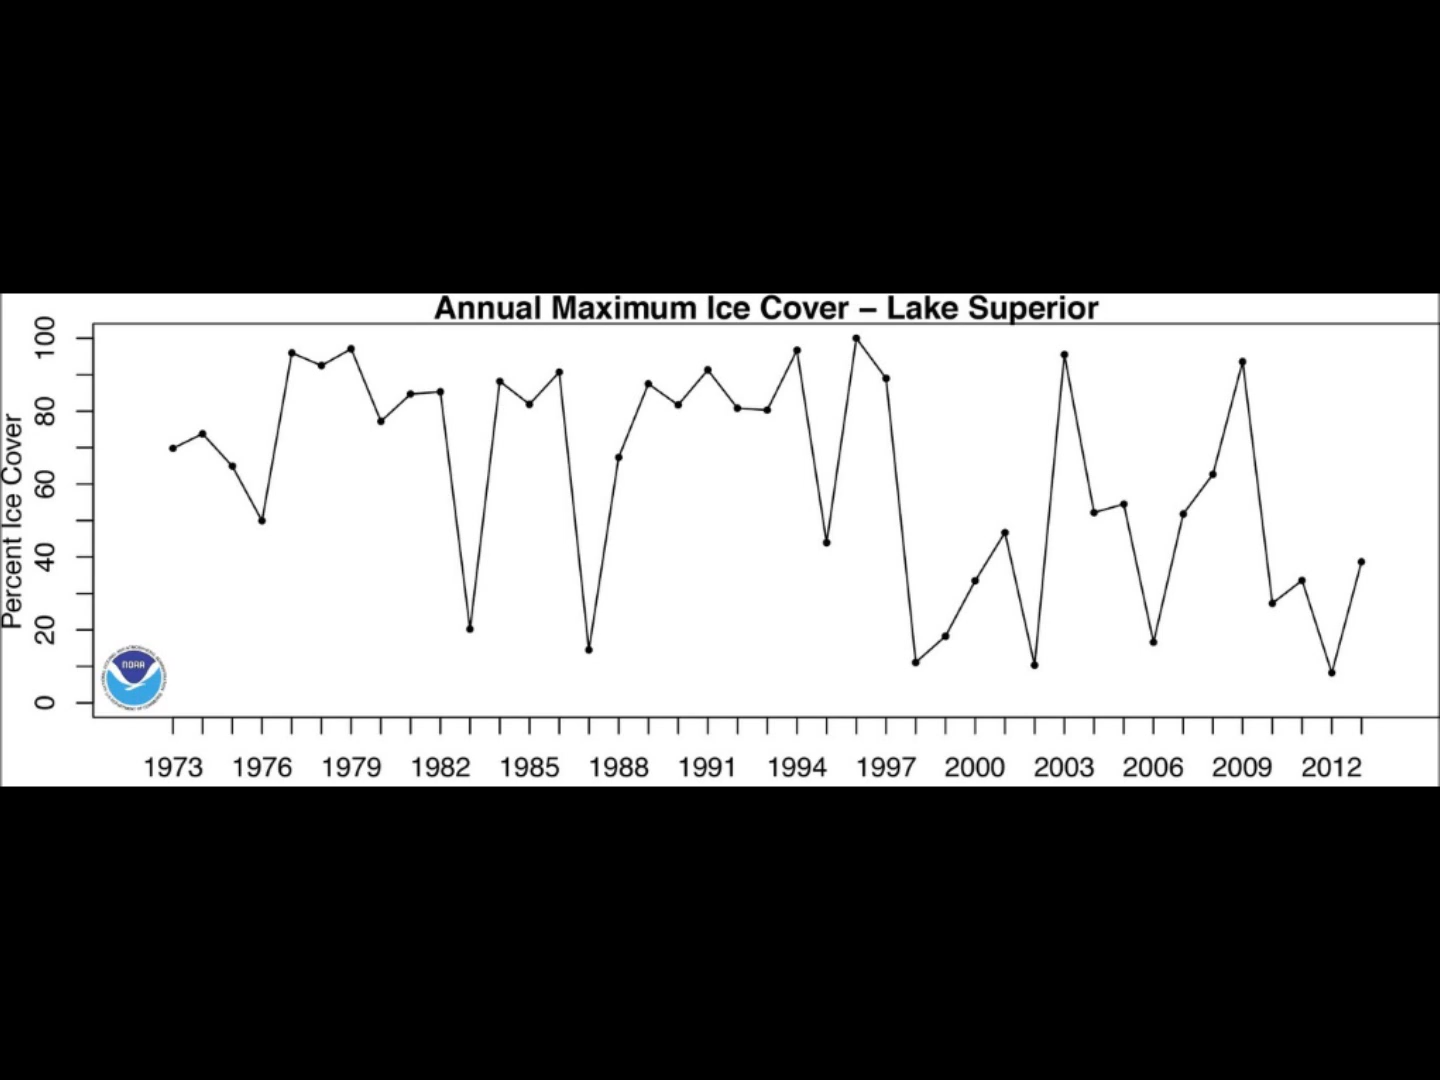 Annual Maximum Ice Cover – Lake Superior
Percent Ice Cover
100
80
60
40
20
0
NOAA
1973 1976 1979 1982 1985 1988 1991 1994 1997 2000 2003 2006 2009 2012